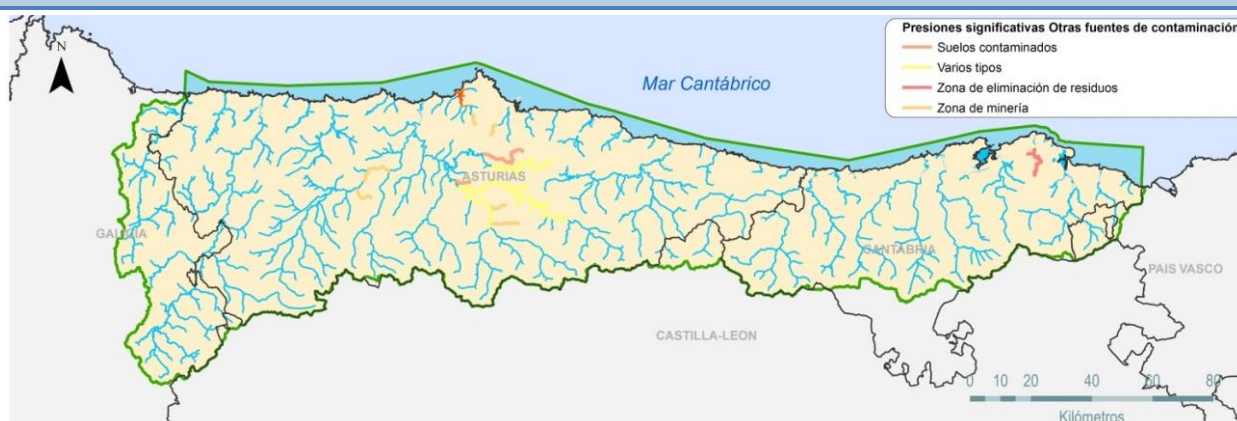 Presiones significativas Otras fuentes de contaminación
Suelos contaminados
Varios tipos
Zona de eliminación de residuos
Zona de minería
N
Mar Cantábrico
ASTURIAS
GALICIA
CANTABRIA
PAIS VASCO
CASTILLA-LEON
0 10 20 40 60 80
Kilómetros